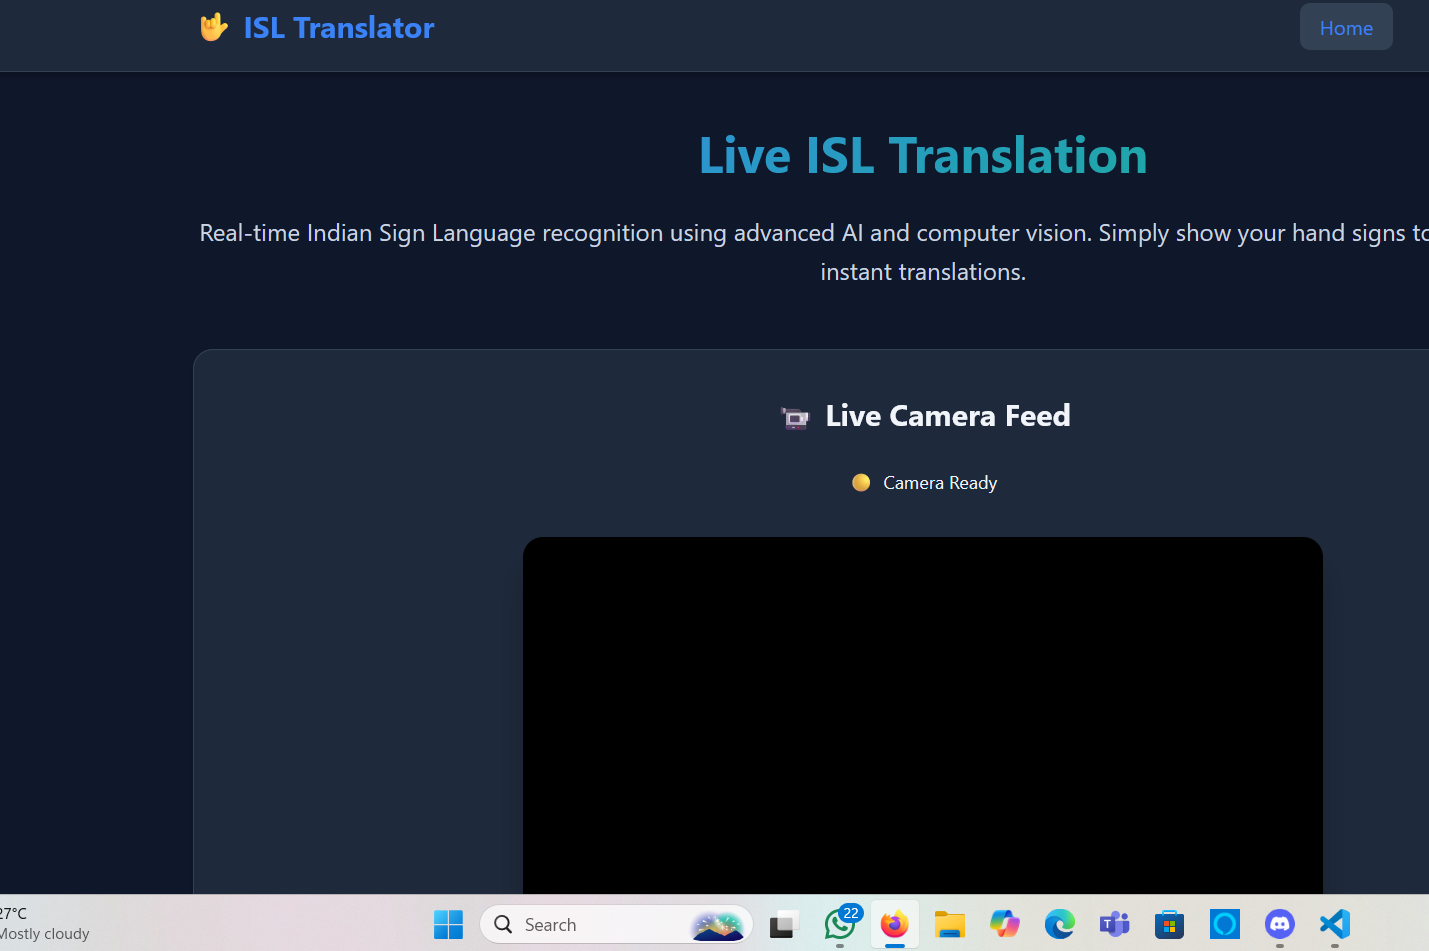 ISL Translator
Home
Live ISL Translation
Real-time Indian Sign Language recognition using advanced AI and computer vision. Simply show your hand signs
instant translations.
Live Camera Feed
Camera Ready
27°C
Mostly cloudy
Search
22